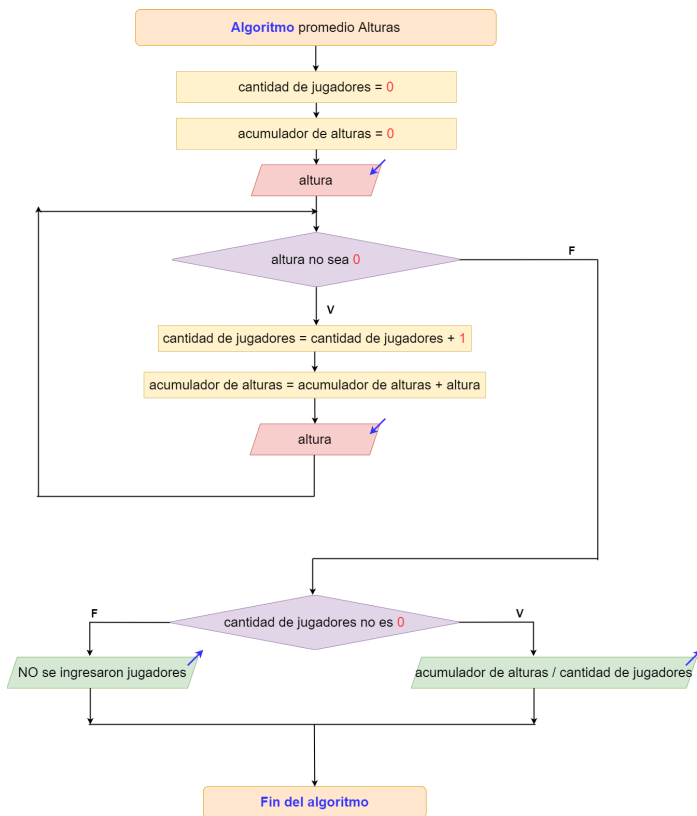 Algoritmo promedio Alturas
cantidad de jugadores = 0
acumulador de alturas = 0
altura
altura no sea 0
F
V
cantidad de jugadores = cantidad de jugadores + 1
acumulador de alturas = acumulador de alturas + altura
altura
cantidad de jugadores no es 0
F
V
NO se ingresaron jugadores
acumulador de alturas / cantidad de jugadores
Fin del algoritmo